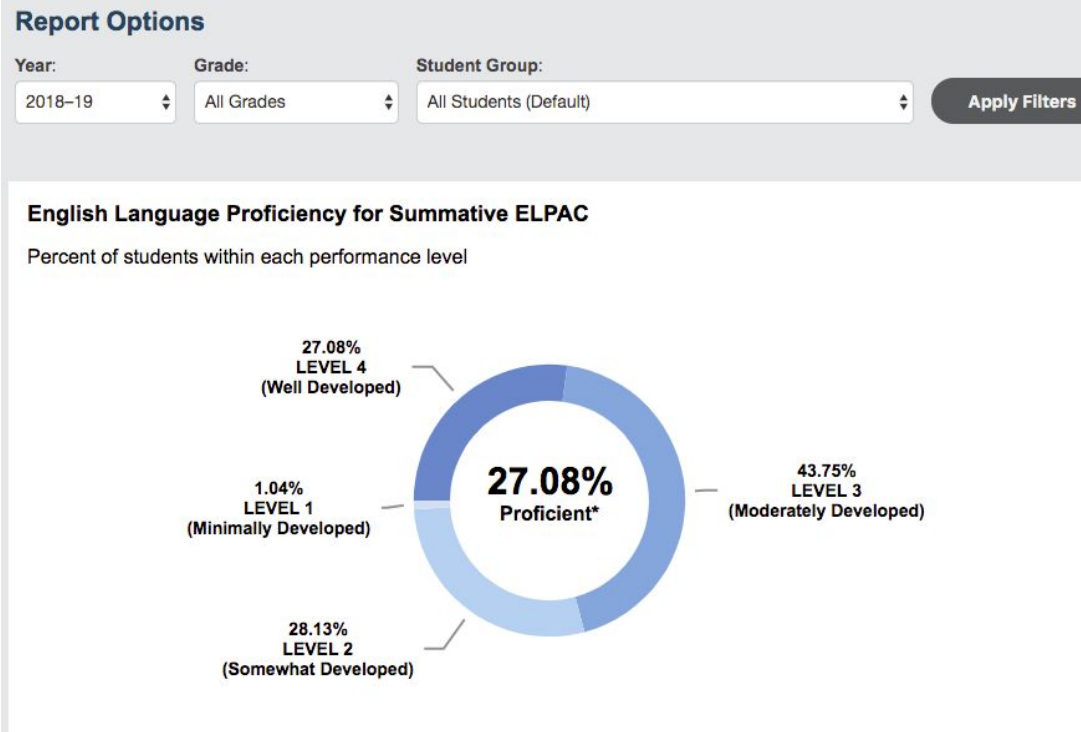 Report Options
Year:
Grade:
Student Group:
2018–19
All Grades
All Students (Default)
Apply Filters
English Language Proficiency for Summative ELPAC
Percent of students within each performance level
27.08%
LEVEL 4
(Well Developed)
43.75%
LEVEL 3
(Moderately Developed)
27.08%
Proficient*
1.04%
LEVEL 1
(Minimally Developed)
28.13%
LEVEL 2
(Somewhat Developed)